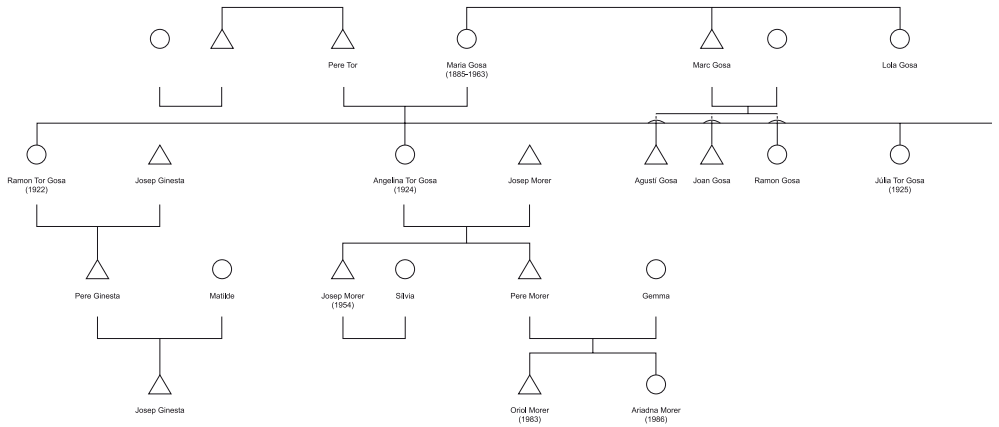 Pere Tor
Maria Gosa
(1885-1963)
Marc Gosa
Lola Gosa
Ramon Tor Gosa
(1922)
Josep Ginesta
Angelina Tor Gosa
(1924)
Josep Morer
Agustí Gosa
Joan Gosa
Ramon Gosa
Júlia Tor Gosa
(1925)
Pere Ginesta
Matilde
Josep Morer
(1954)
Sílvia
Pere Morer
Gemma
Josep Ginesta
Oriol Morer
(1983)
Ariadna Morer
(1986)